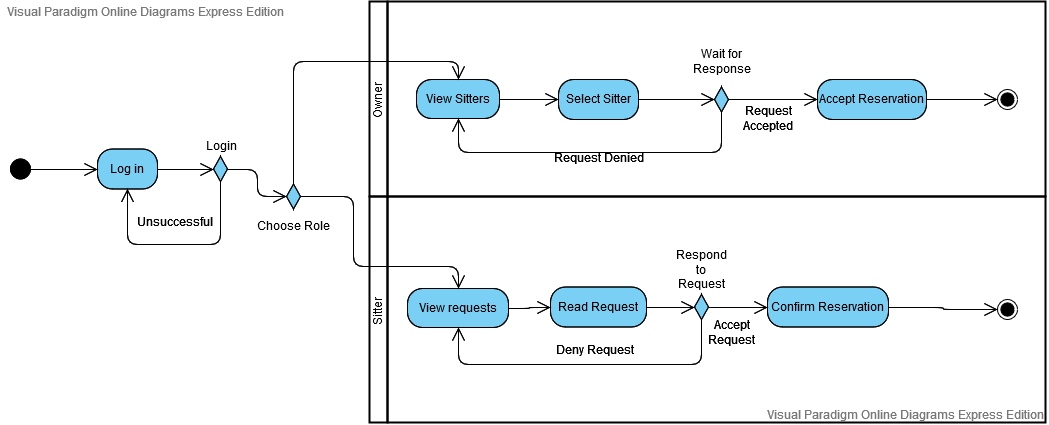 Visual Paradigm Online Diagrams Express Edition
Log in
Login
Unsuccessful
Choose Role
Owner
View Sitters
Select Sitter
Wait for
Response
Request
Accepted
Accept Reservation
Request Denied
Sitter
View requests
Read Request
Respond
to
Request
Accept
Request
Confirm Reservation
Deny Request
Visual Paradigm Online Diagrams Express Edition